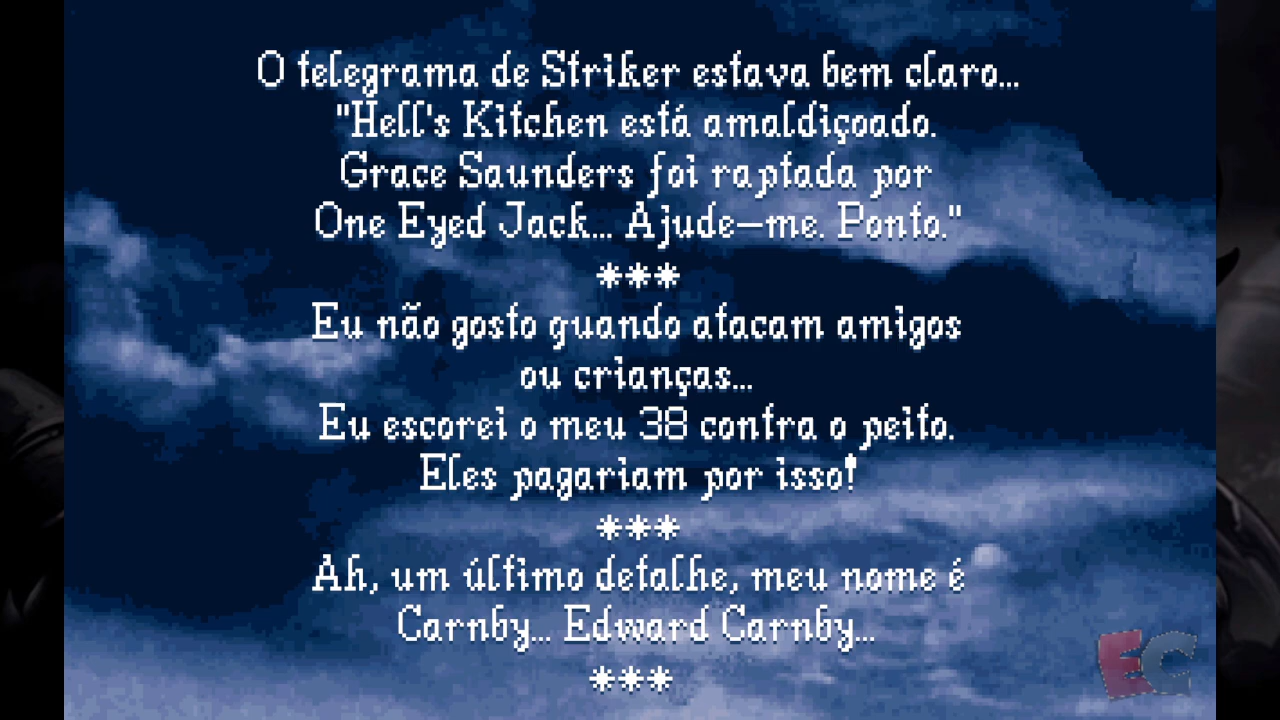 O telegrama de Striker estava bem claro...
"Hell's Kitchen está amaldiçoado.
Grace Saunders foi raptada por
One Eyed Jack... Ajude-me. Ponto."
***
Eu não gosto quando atacam amigos
ou crianças...
Eu escorei o meu 38 contra o peito.
Eles pagariam por isso!
***
Ah, um último detalhe, meu nome é
Carnby... Edward Carnby...
***
EC